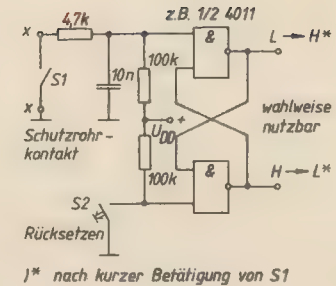 z.B. 1/2 4011
4,7k
x
&
L → H*
S1
100k
10n
x
wahlweise
nutzbar
Schutzrohr-
kontakt
UDD
+
100k
&
H → L*
S2
Rücksetzen
)* nach kurzer Betätigung von S1